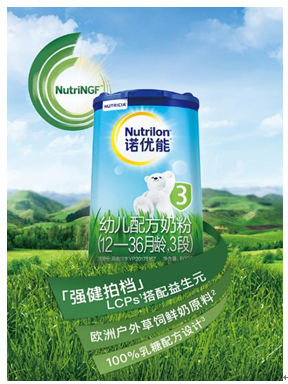 NutriNGF
NUTRICIA
Nutrilon
诺优能
3
幼儿配方奶粉
(12—36月龄,3段)
「强健拍档」
LCPs¹搭配益生元
欧洲户外草饲鲜奶原料²
100%乳糖配方设计³